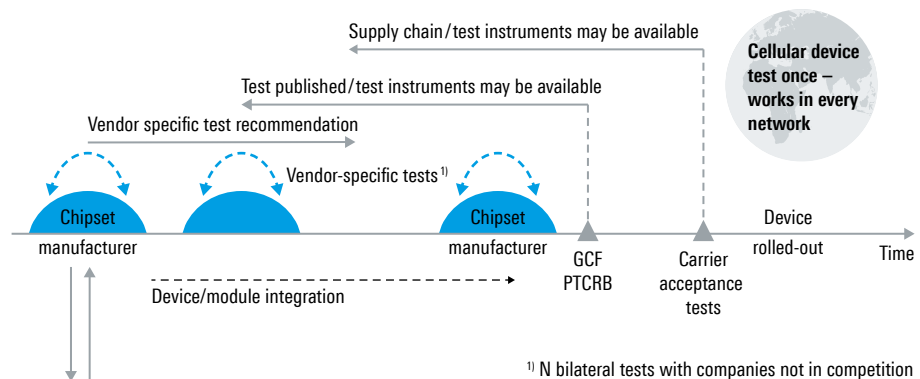 Supply chain/test instruments may be available
Cellular device
test once –
works in every
network
Test published/test instruments may be available
Vendor specific test recommendation
Vendor-specific tests 1)
Chipset
manufacturer
Chipset
manufacturer
Device
rolled-out
Time
GCF
PTCRB
Carrier
acceptance
tests
Device/module integration
1) N bilateral tests with companies not in competition